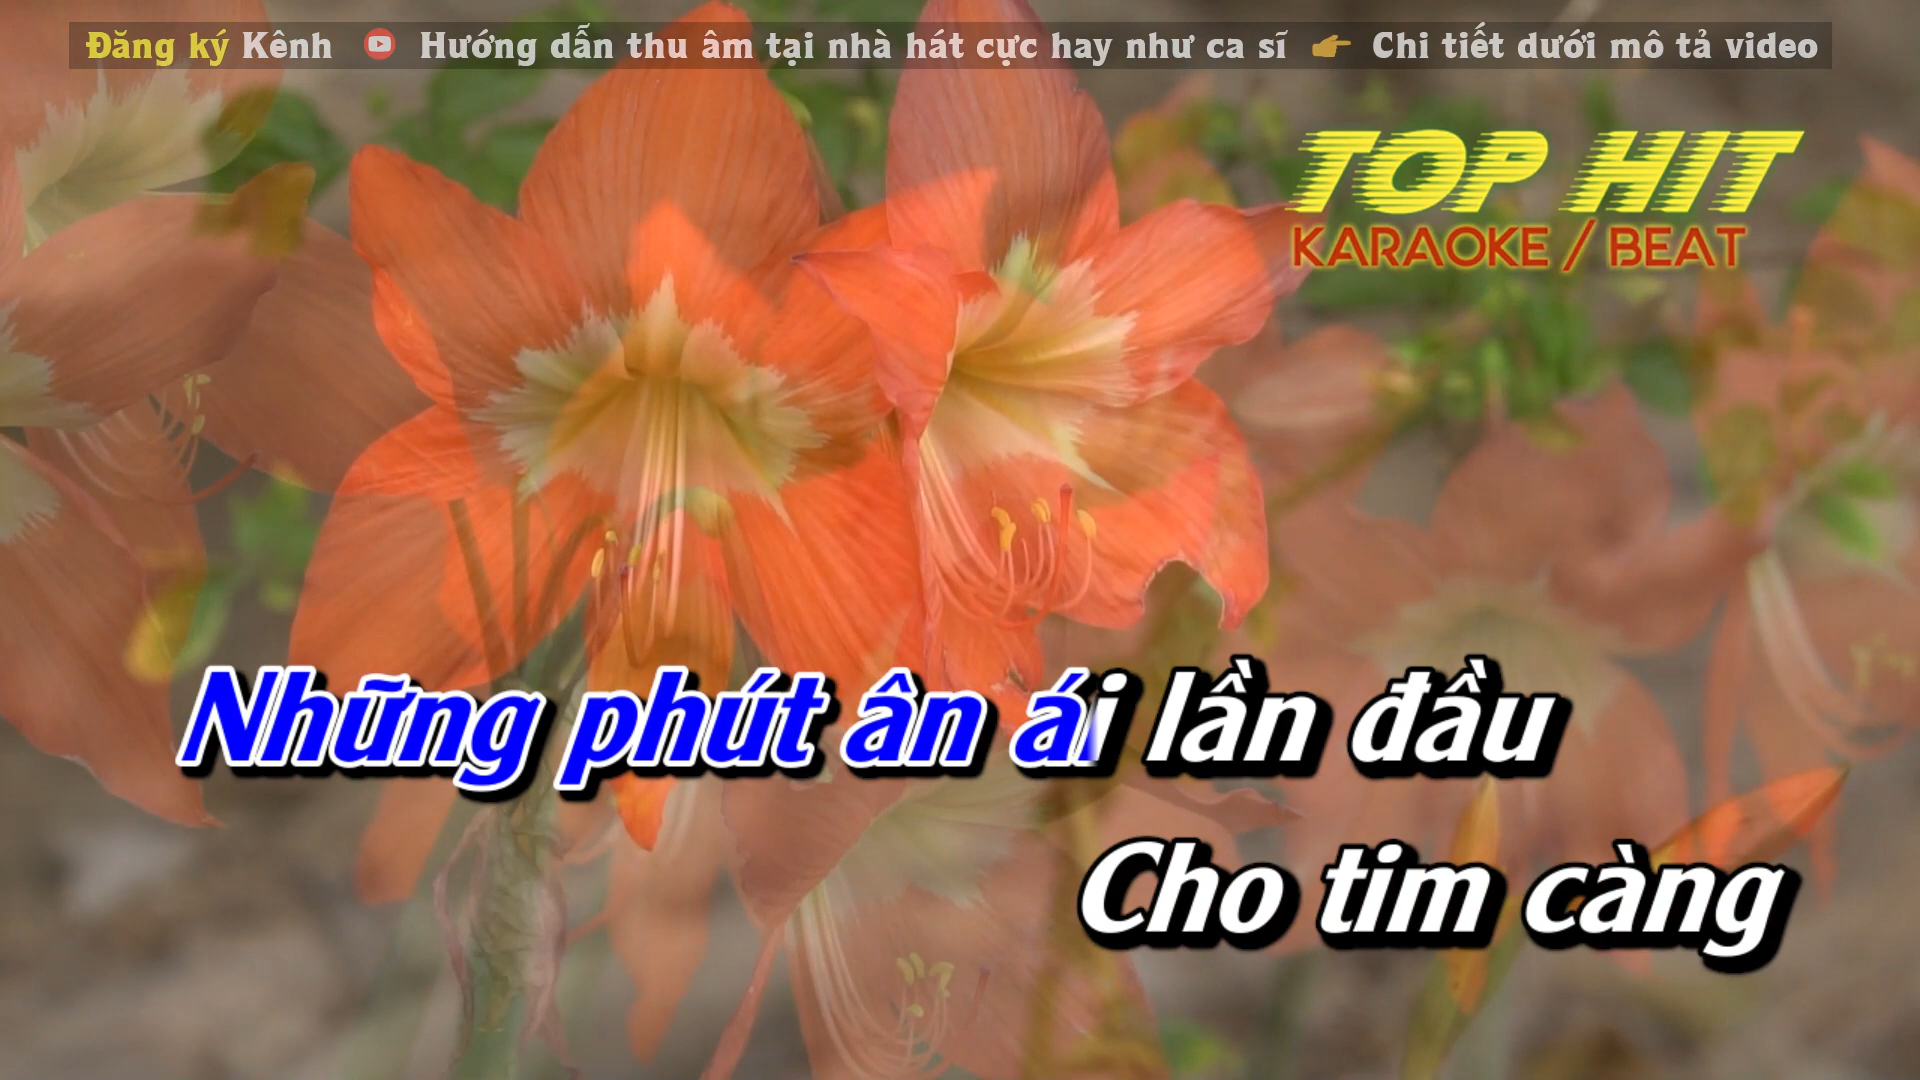 Đăng ký Kênh Hướng dẫn thu âm tại nhà hát cực hay như ca sĩ Chi tiết dưới mô tả video
TOP HIT
KARAOKE / BEAT
Những phút ân ái lần đầu
Cho tim càng